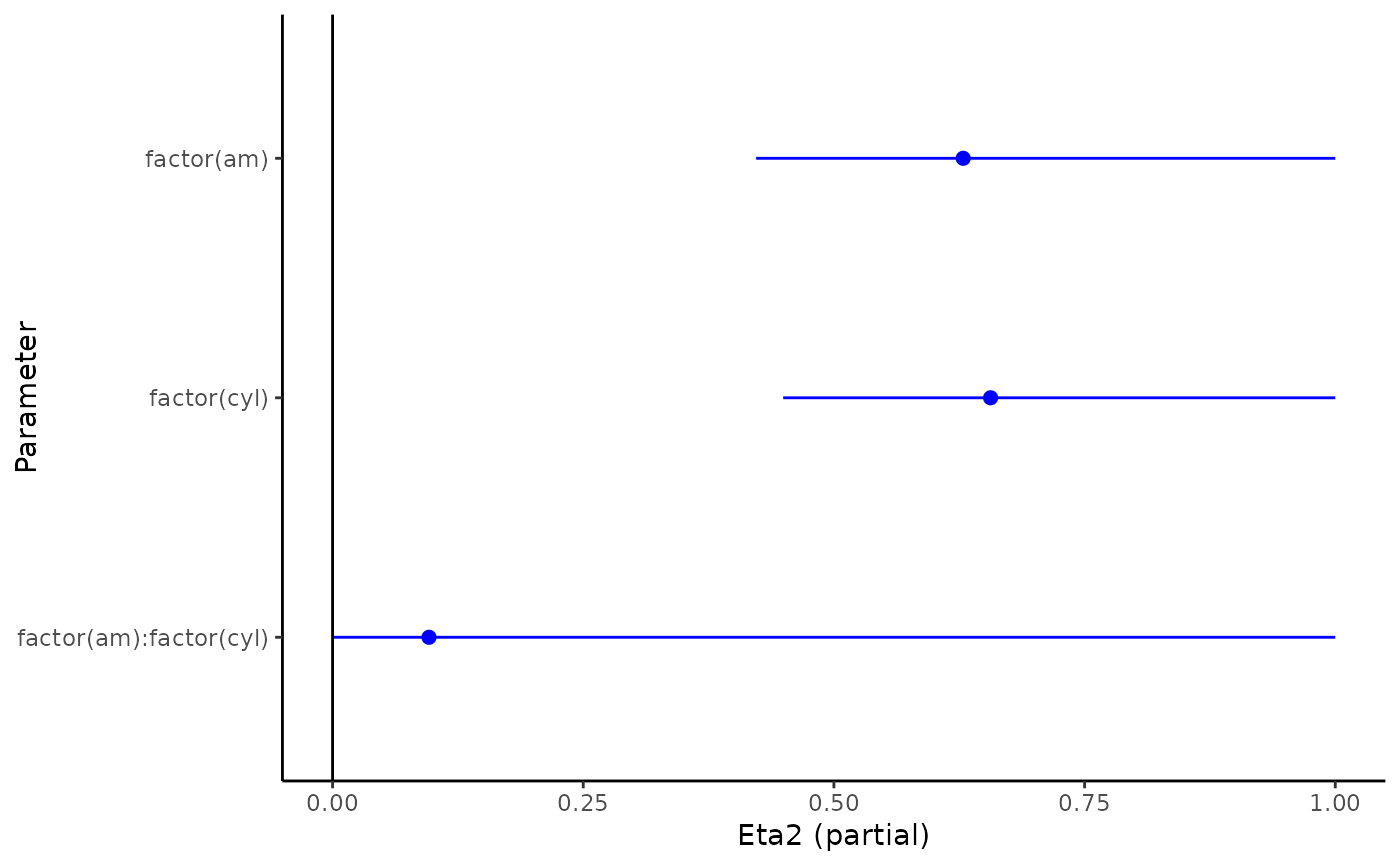 factor(am)
factor(cyl)
factor(am):factor(cyl)
Parameter
0.00 0.25 0.50 0.75 1.00
Eta2 (partial)